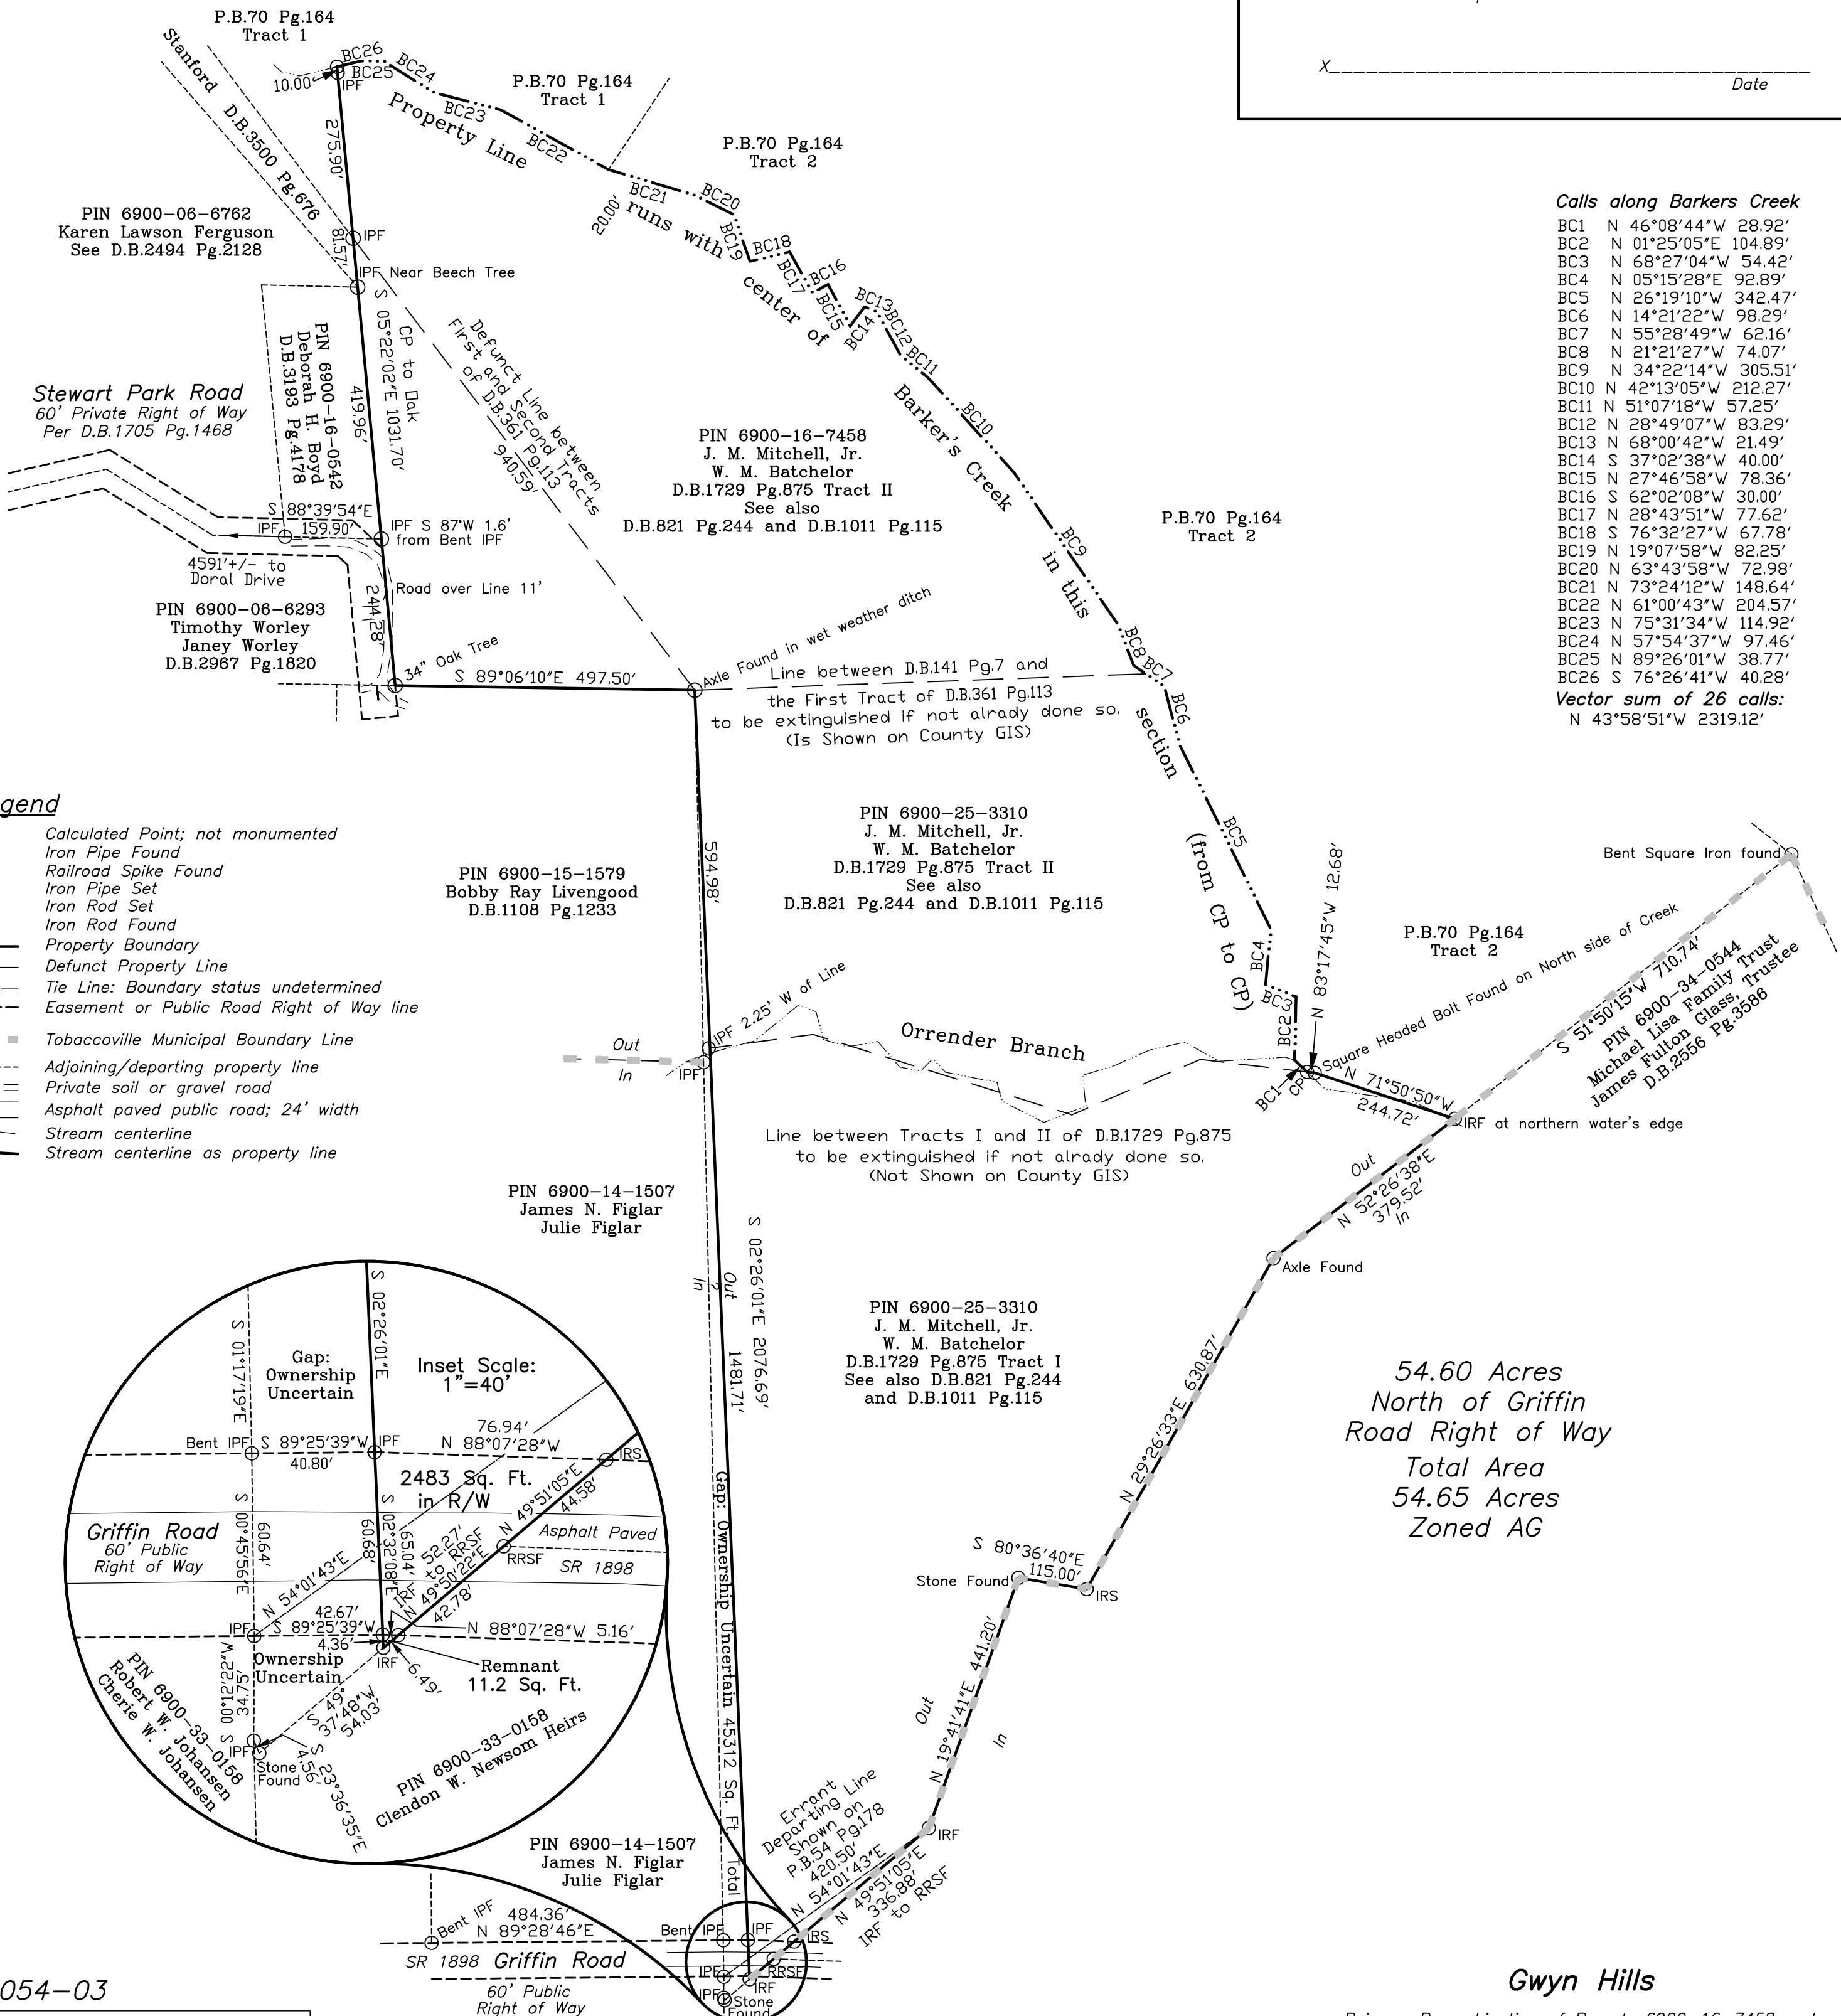 P.B.70 Pg.164
Tract 1
Stanford D.B.3500 Pg.676
BC26
BC25
10.00'
IPF
BC24
BC23
BC22
Property Line
P.B.70 Pg.164
Tract 1
P.B.70 Pg.164
Tract 2
X
Date
275.90'
81.57'
IPF
IPF Near Beech Tree
PIN 6900-06-6762
Karen Lawson Ferguson
See D.B.2494 Pg.2128
20.00'
BC21
BC20
BC19
BC18
BC17
BC16
BC15
BC14
BC13
BC12
BC11
BC10
BC9
BC8
BC7
BC6
BC5
BC4
BC3
BC2
BC1
runs with
center of
Barker's Creek
in this
section
(from CP to CP)
Calls along Barkers Creek
BC1 N 46°08'44"W 28.92'
BC2 N 01°25'05"E 104.89'
BC3 N 68°27'04"W 54.42'
BC4 N 05°15'28"E 92.89'
BC5 N 26°19'10"W 342.47'
BC6 N 14°21'22"W 98.29'
BC7 N 55°28'49"W 62.16'
BC8 N 21°21'27"W 74.07'
BC9 N 34°22'14"W 305.51'
BC10 N 42°13'05"W 212.27'
BC11 N 51°07'18"W 57.25'
BC12 N 28°49'07"W 83.29'
BC13 N 68°00'42"W 21.49'
BC14 S 37°02'38"W 40.00'
BC15 N 27°46'58"W 78.36'
BC16 S 62°02'08"W 30.00'
BC17 N 28°43'51"W 77.62'
BC18 S 76°32'27"W 67.78'
BC19 N 19°07'58"W 82.25'
BC20 N 63°43'58"W 72.98'
BC21 N 73°24'12"W 148.64'
BC22 N 61°00'43"W 204.57'
BC23 N 75°31'34"W 114.92'
BC24 N 57°54'37"W 97.46'
BC25 N 89°26'01"W 38.77'
BC26 S 76°26'41"W 40.28'
Vector sum of 26 calls:
N 43°58'51"W 2319.12'
PIN 6900-16-0542
Deborah H. Boyd
D.B.3193 Pg.4178
419.96'
CP to Oak
S 05°22'02"E 1031.70'
Defunct Line between
First and Second Tracts
of D.B.361 Pg.113
940.59'
Stewart Park Road
60' Private Right of Way
Per D.B.1705 Pg.1468
S 88°39'54"E
IPF
159.90'
IPF S 87°W 1.6'
from Bent IPF
4591'+/- to
Doral Drive
Road over Line 11'
244.28'
PIN 6900-06-6293
Timothy Worley
Janey Worley
D.B.2967 Pg.1820
34" Oak Tree
S 89°06'10"E 497.50'
PIN 6900-16-7458
J. M. Mitchell, Jr.
W. M. Batchelor
D.B.1729 Pg.875 Tract II
See also
D.B.821 Pg.244 and D.B.1011 Pg.115
P.B.70 Pg.164
Tract 2
Axle Found in wet weather ditch
Line between D.B.141 Pg.7 and
the First Tract of D.B.361 Pg.113
to be extinguished if not alrady done so.
(Is Shown on County GIS)
gend
Calculated Point; not monumented
Iron Pipe Found
Railroad Spike Found
Iron Pipe Set
Iron Rod Set
Iron Rod Found
Property Boundary
Defunct Property Line
Tie Line: Boundary status undetermined
Easement or Public Road Right of Way line
Tobaccoville Municipal Boundary Line
Adjoining/departing property line
Private soil or gravel road
Asphalt paved public road; 24' width
Stream centerline
Stream centerline as property line
PIN 6900-15-1579
Bobby Ray Livengood
D.B.1108 Pg.1233
594.98'
PIN 6900-25-3310
J. M. Mitchell, Jr.
W. M. Batchelor
D.B.1729 Pg.875 Tract II
See also
D.B.821 Pg.244 and D.B.1011 Pg.115
P.B.70 Pg.164
Tract 2
Bent Square Iron found
N 83°17'45"W 12.68'
Square Headed Bolt Found on North side of Creek
S 51°50'15"W 710.74'
PIN 6900-34-0544
Michael Lisa Family Trust
James Fulton Glass, Trustee
D.B.2556 Pg.3586
CP
N 71°50'50"W
244.72'
IRF at northern water's edge
Out
N 52°26'38"E
379.52'
In
Axle Found
IPF 2.25' W of Line
Out
In
IPF
Orrender Branch
Line between Tracts I and II of D.B.1729 Pg.875
to be extinguished if not alrady done so.
(Not Shown on County GIS)
PIN 6900-14-1507
James N. Figlar
Julie Figlar
In
?
Out
S 02°26'01"E 2076.69'
1481.71'
PIN 6900-25-3310
J. M. Mitchell, Jr.
W. M. Batchelor
D.B.1729 Pg.875 Tract I
See also D.B.821 Pg.244
and D.B.1011 Pg.115
N 29°26'33"E 630.87'
54.60 Acres
North of Griffin
Road Right of Way
Total Area
54.65 Acres
Zoned AG
S 80°36'40"E
115.00'
Stone Found
IRS
N 19°41'41"E 441.20'
Out
In
IRF
Gap: Ownership Uncertain 45312 Sq. Ft. Total
S 01°17'19"E
Gap:
Ownership
Uncertain
S 02°26'01"E
Inset Scale:
1"=40'
76.94'
Bent IPF
S 89°25'39"W
40.80'
IPF
N 88°07'28"W
IRS
2483 Sq. Ft.
in R/W
N 49°51'05"E
44.58'
Griffin Road
60' Public
Right of Way
S 00°45'56"E
60.64'
60.68'
S 02°32'08"E
65.04'
52.27'
IRF to RRSF
N 49°50'22"E
42.78'
RRSF
Asphalt Paved
SR 1898
N 54°01'43"E
IPF
42.67'
S 89°25'39"W
4.36'
IRF
N 88°07'28"W 5.16'
6.49'
Remnant
11.2 Sq. Ft.
Ownership
Uncertain
S 00°12'22"W
34.75'
S 49°
37'48"W
54.03'
IPF
Stone
Found
S 23°36'35"E
4.56'
PIN 6900-33-0158
Robert W. Johansen
Cherie W. Johansen
PIN 6900-33-0158
Clendon W. Newsom Heirs
PIN 6900-14-1507
James N. Figlar
Julie Figlar
Errant
Departing Line
Shown on
P.B.54 Pg.178
420.50'
N 54°01'43"E
N 49°51'05"E
336.88'
IRF to RRSF
Bent IPF
484.36'
N 89°28'46"E
Bent IPF
IPF
IRS
SR 1898 Griffin Road
60' Public
Right of Way
IPF
RRSF
IRF
IPF
Stone
Found
054-03
Gwyn Hills